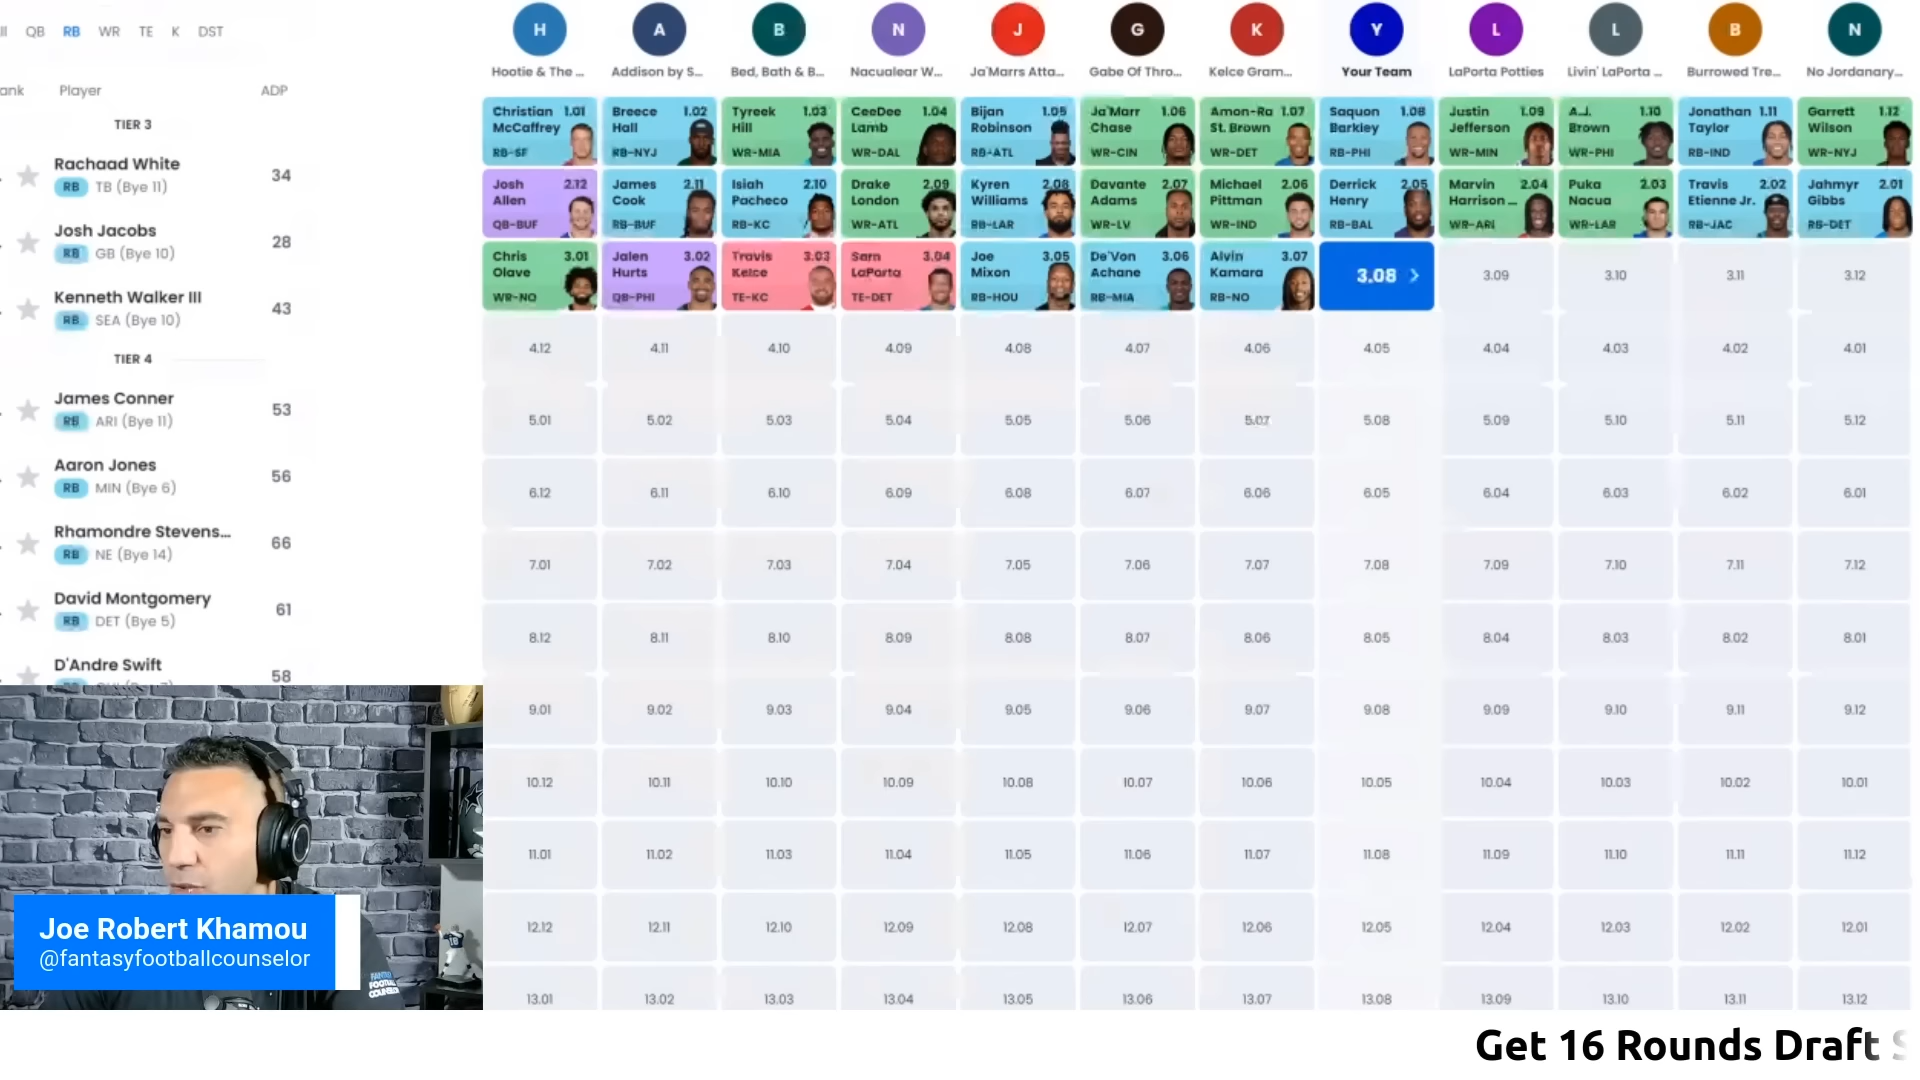 QB RB WR TE K DST
Player ADP
TIER 3
Rachaad White
RB TB (Bye 11) 34
Josh Jacobs
RB GB (Bye 10) 28
Kenneth Walker III
RB SEA (Bye 10) 43
TIER 4
James Conner
RB ARI (Bye 11) 53
Aaron Jones
RB MIN (Bye 6) 56
Rhamondre Stevens...
RB NE (Bye 14) 66
David Montgomery
RB DET (Bye 5) 61
D'Andre Swift
58
H A B N J G K Y L L B N
Hootie & The ... Addison by S... Bed, Bath & B... Nacualear W... Ja'Marrs Atta... Gabe Of Thro... Kelce Gram... Your Team LaPorta Potties Livin' LaPorta ... Burrowed Tre... No Jordanary...
Christian 1.01 Breece 1.02 Tyreek 1.03 CeeDee 1.04 Bijan 1.05 Ja'Marr 1.06 Amon-Ra 1.07 Saquon 1.08 Justin 1.09 A.J. 1.10 Jonathan 1.11 Garrett 1.12
McCaffrey Hall Hill Lamb Robinson Chase St. Brown Barkley Jefferson Brown Taylor Wilson
RB-SF RB-NYJ WR-MIA WR-DAL RB-ATL WR-CIN WR-DET RB-PHI WR-MIN WR-PHI RB-IND WR-NYJ
Josh 2.12 James 2.11 Isiah 2.10 Drake 2.09 Kyren 2.08 Davante 2.07 Michael 2.06 Derrick 2.05 Marvin 2.04 Puka 2.03 Travis 2.02 Jahmyr 2.01
Allen Cook Pacheco London Williams Adams Pittman Henry Harrison ... Nacua Etienne Jr. Gibbs
QB-BUF RB-BUF RB-KC WR-ATL RB-LAR WR-LV WR-IND RB-BAL WR-ARI WR-LAR RB-JAC RB-DET
Chris 3.01 Jalen 3.02 Travis 3.03 Sam 3.04 Joe 3.05 De'Von 3.06 Alvin 3.07 3.08 > 3.09 3.10 3.11 3.12
Olave Hurts Kelce LaPorta Mixon Achane Kamara
WR-NO QB-PHI TE-KC TE-DET RB-HOU RB-MIA RB-NO
4.12 4.11 4.10 4.09 4.08 4.07 4.06 4.05 4.04 4.03 4.02 4.01
5.01 5.02 5.03 5.04 5.05 5.06 5.07 5.08 5.09 5.10 5.11 5.12
6.12 6.11 6.10 6.09 6.08 6.07 6.06 6.05 6.04 6.03 6.02 6.01
7.01 7.02 7.03 7.04 7.05 7.06 7.07 7.08 7.09 7.10 7.11 7.12
8.12 8.11 8.10 8.09 8.08 8.07 8.06 8.05 8.04 8.03 8.02 8.01
9.01 9.02 9.03 9.04 9.05 9.06 9.07 9.08 9.09 9.10 9.11 9.12
10.12 10.11 10.10 10.09 10.08 10.07 10.06 10.05 10.04 10.03 10.02 10.01
11.01 11.02 11.03 11.04 11.05 11.06 11.07 11.08 11.09 11.10 11.11 11.12
12.12 12.11 12.10 12.09 12.08 12.07 12.06 12.05 12.04 12.03 12.02 12.01
13.01 13.02 13.03 13.04 13.05 13.06 13.07 13.08 13.09 13.10 13.11 13.12
Joe Robert Khamou
@fantasyfootballcounselor
FANTASY
FOOTBALL
COUNSELOR
18
Get 16 Rounds Draft